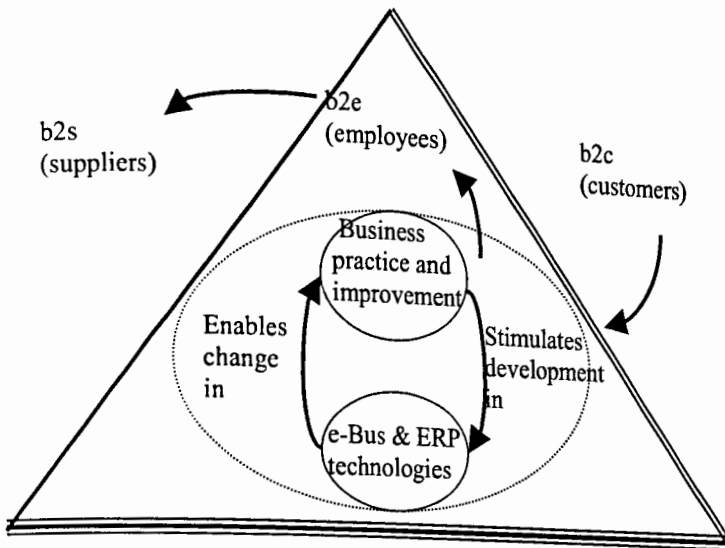 b2e
(employees)
b2s
(suppliers)
b2c
(customers)
Business
practice and
improvement
Enables
change
in
Stimulates
development
in
e-Bus & ERP
technologies